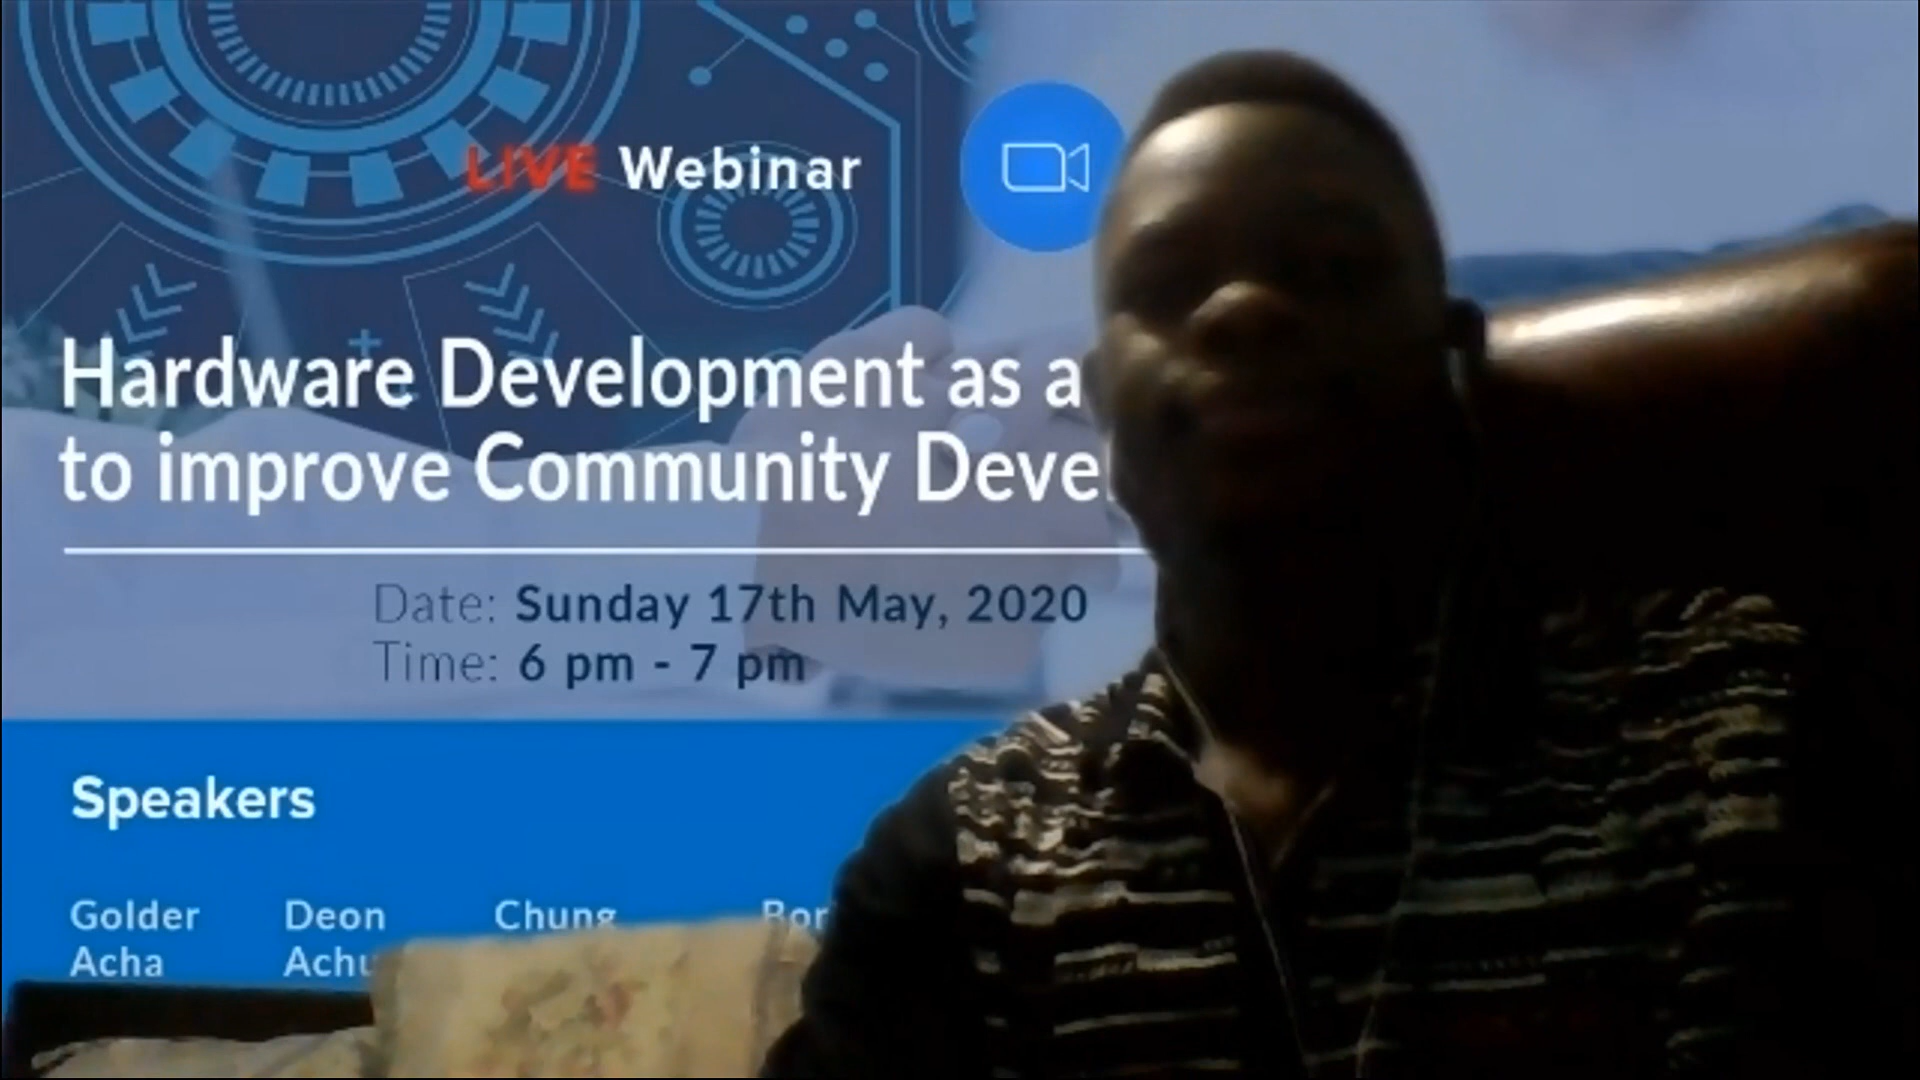 LIVE Webinar
Hardware Development as a
to improve Community
Date: Sunday 17th May, 2020
Time: 6 pm - 7 pm
Speakers
Golder Deon Chung
Acha